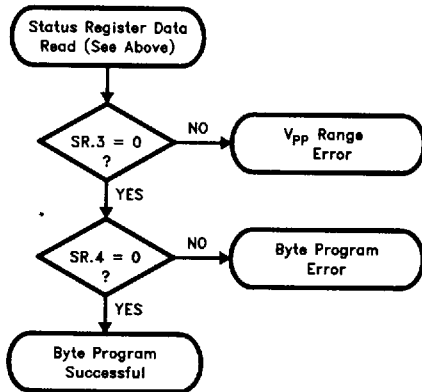 Status Register Data
Read (See Above)
SR.3 = 0
?
NO
VPP Range
Error
YES
SR.4 = 0
?
NO
Byte Program
Error
YES
Byte Program
Successful